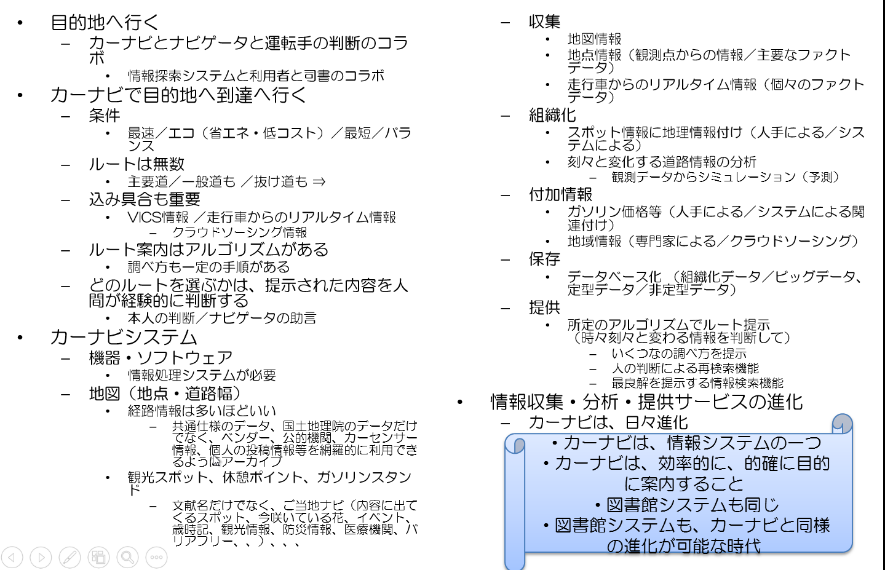 • 目的地へ行く
– カーナビとナビゲータと運転手の判断のコラ
ボ
• 情報探索システムと利用者と司書のコラボ
• カーナビで目的地へ到達へ行く
– 条件
• 最速／エコ（省エネ・低コスト）／最短／バラ
ンス
– ルートは無数
• 主要道／一般道も ／抜け道も ⇒
– 込み具合も重要
• VICS情報 ／走行車からのリアルタイム情報
– クラウドソーシング情報
– ルート案内はアルゴリズムがある
• 調べ方も一定の手順がある
– どのルートを選ぶかは、提示された内容を人
間が経験的に判断する
• 本人の判断／ナビゲータの助言
• カーナビシステム
– 機器・ソフトウェア
• 情報処理システムが必要
– 地図（地点・道路幅）
• 経路情報は多いほどいい
– 共通仕様のデータ、国土地理院のデータだけ
でなく、ベンダー、公的機関、カーセンサー
情報、個人の投稿情報等を網羅的に利用でき
るよう アーカイブ
• 観光スポット、休憩ポイント、ガソリンスタン
ド
– 文献名だけでなく、ご当地ナビ（内容に出て
くるスポット、今咲いている花、イベント、
歳時記、観光情報、防災情報、医療機関、バ
リアフリー、、）、、、
– 収集
• 地図情報
• 地点情報（観測点からの情報／主要なファクト
データ）
• 走行車からのリアルタイム情報（個々のファクト
データ）
– 組織化
• スポット情報に地理情報付け（人手による／シス
テムによる）
• 刻々と変化する道路情報の分析
– 観測データからシミュレーション（予測）
– 付加情報
• ガソリン価格等（人手による／システムによる関
連付け）
• 地域情報（専門家による／クラウドソーシング）
– 保存
• データベース化 （組織化データ／ビッグデータ、
定型データ／非定型データ）
– 提供
• 所定のアルゴリズムでルート提示
（時々刻々と変わる情報を判断して）
– いくつなの調べ方を提示
– 人の判断による再検索機能
– 最良解を提示する情報検索機能
• 情報収集・分析・提供サービスの進化
– カーナビは、日々進化
• カーナビは、情報システムの一つ
• カーナビは、効率的に、的確に目的
に案内すること
• 図書館システムも同じ
• 図書館システムも、カーナビと同様
の進化が可能な時代